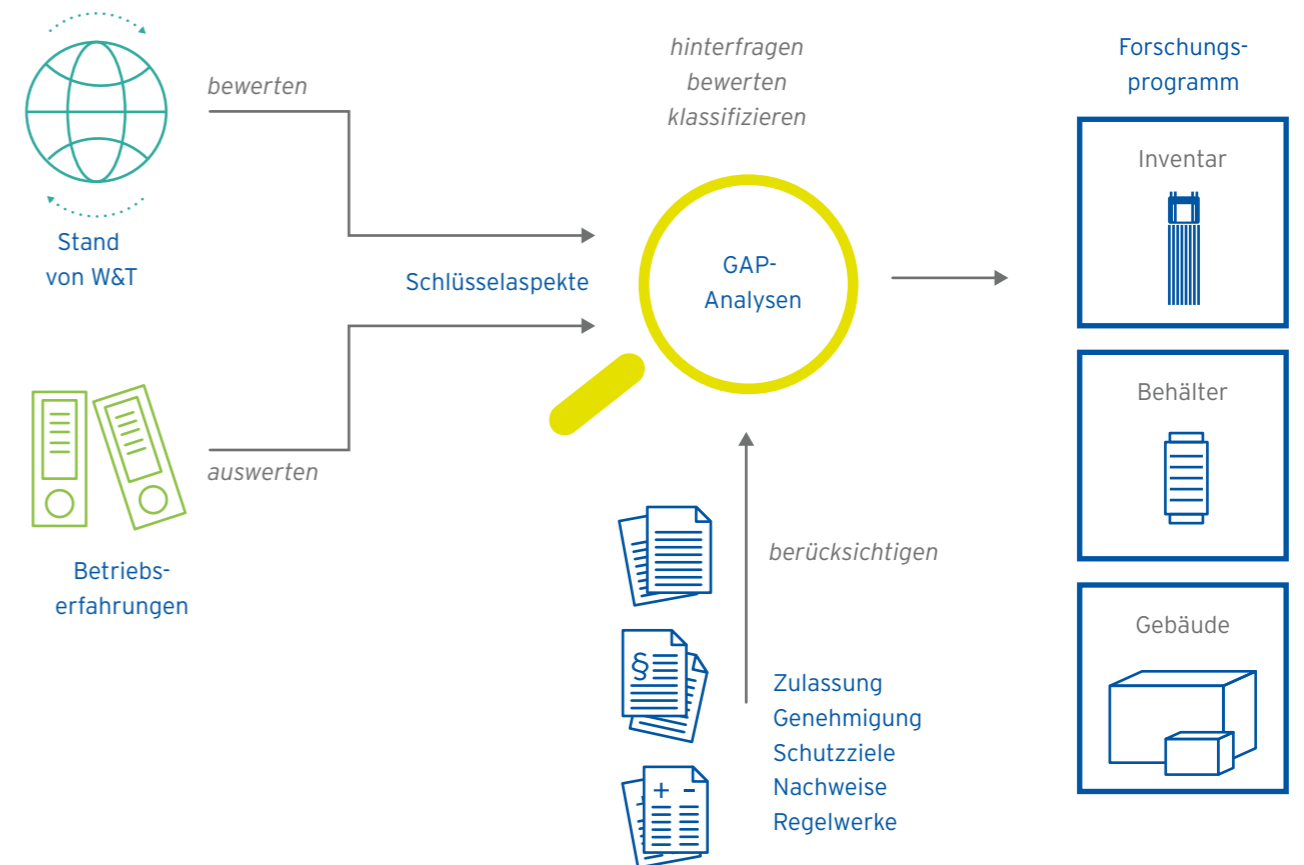 bewerten
Stand
von W&T
Betriebs-
erfahrungen
auswerten
Schlüsselaspekte
hinterfragen
bewerten
klassifizieren
GAP-
Analysen
berücksichtigen
§
+ -
Zulassung
Genehmigung
Schutzziele
Nachweise
Regelwerke
Forschungs-
programm
Inventar
Behälter
Gebäude